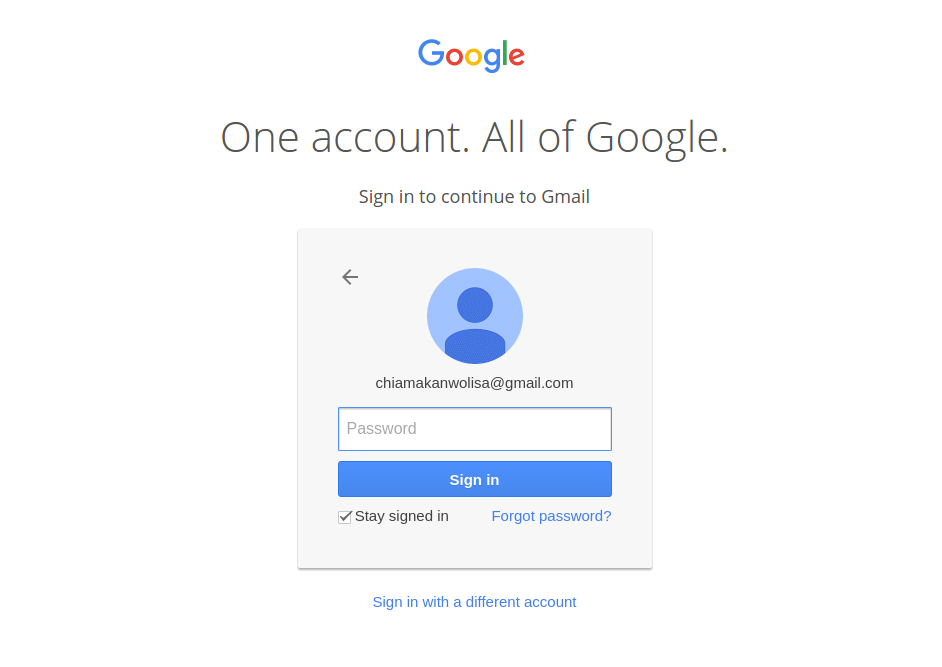 Google
One account. All of Google.
Sign in to continue to Gmail
chiamakanwolisa@gmail.com
Password
Sign in
Stay signed in Forgot password?
Sign in with a different account